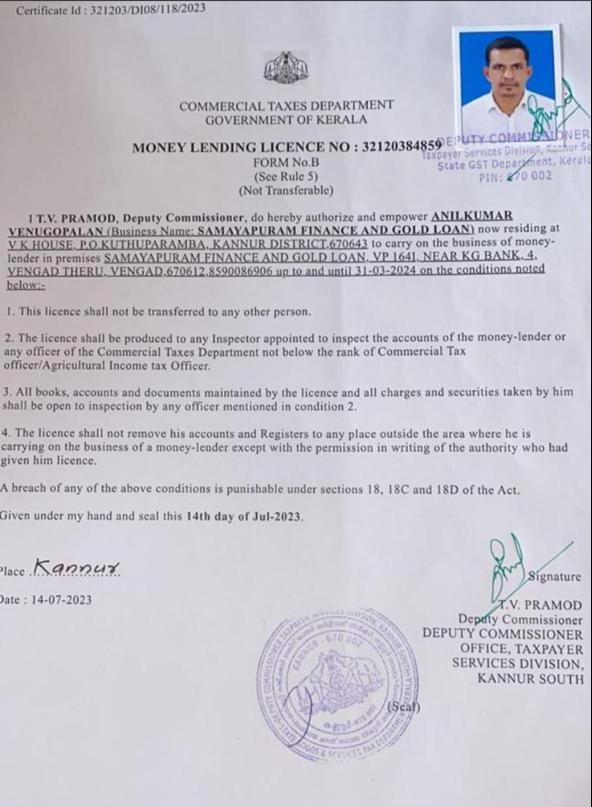 Certificate Id : 321203/DI08/118/2023
COMMERCIAL TAXES DEPARTMENT
GOVERNMENT OF KERALA
MONEY LENDING LICENCE NO : 32120384859
FORM No.B
(See Rule 5)
(Not Transferable)
DEPUTY COMMISSIONER
Taxpayer Services Division, Kannur So
State GST Department, Kerala
PIN: 670 002
I T.V. PRAMOD, Deputy Commissioner, do hereby authorize and empower ANILKUMAR
VENUGOPALAN (Business Name: SAMAYAPURAM FINANCE AND GOLD LOAN) now residing at
V K HOUSE, P.O.KUTHUPARAMBA, KANNUR DISTRICT,670643 to carry on the business of money-
lender in premises SAMAYAPURAM FINANCE AND GOLD LOAN, VP 1641, NEAR KG BANK, 4,
VENGAD THERU, VENGAD,670612,8590086906 up to and until 31-03-2024 on the conditions noted
below:-
1. This licence shall not be transferred to any other person.
2. The licence shall be produced to any Inspector appointed to inspect the accounts of the money-lender or
any officer of the Commercial Taxes Department not below the rank of Commercial Tax
officer/Agricultural Income tax Officer.
3. All books, accounts and documents maintained by the licence and all charges and securities taken by him
shall be open to inspection by any officer mentioned in condition 2.
4. The licence shall not remove his accounts and Registers to any place outside the area where he is
carrying on the business of a money-lender except with the permission in writing of the authority who had
given him licence.
A breach of any of the above conditions is punishable under sections 18, 18C and 18D of the Act.
Given under my hand and seal this 14th day of Jul-2023.
Place Kannur
Date : 14-07-2023
Signature
T.V. PRAMOD
Deputy Commissioner
DEPUTY COMMISSIONER
OFFICE, TAXPAYER
SERVICES DIVISION,
KANNUR SOUTH
(Seal)
KANNUR - 670 002